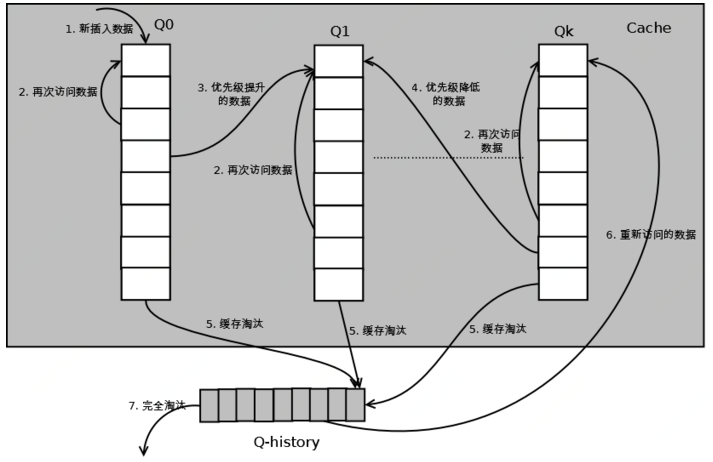 Q0
Q1
Qk
Cache
1. 新插入数据
2. 再次访问数据
3. 优先级提升
的数据
4. 优先级降低
的数据
2. 再次访问
数据
2. 再次访问数据
6. 重新访问的数据
5. 缓存淘汰
5. 缓存淘汰
5. 缓存淘汰
7. 完全淘汰
Q-history